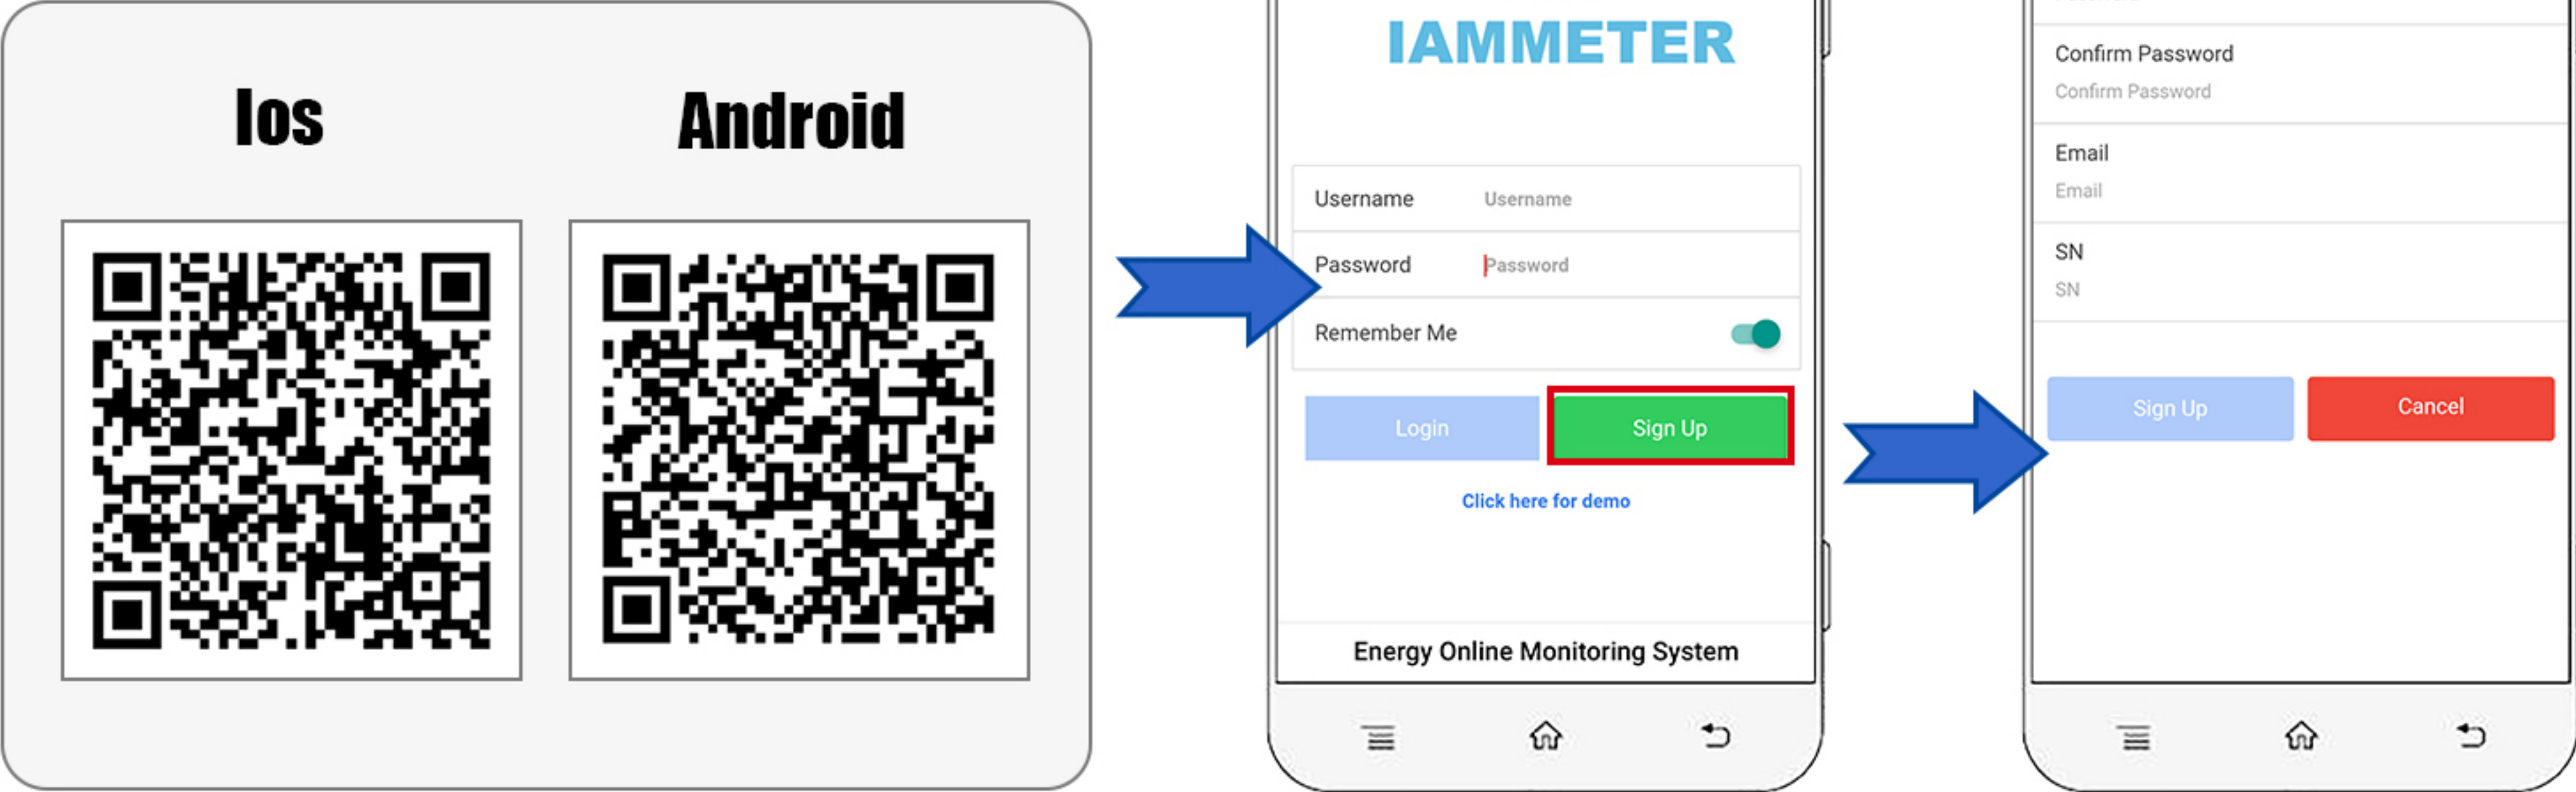 Ios
Android
IAMMETER
Username Username
Password Password
Remember Me
Login
Sign Up
Click here for demo
Energy Online Monitoring System
Confirm Password
Confirm Password
Email
Email
SN
SN
Sign Up
Cancel